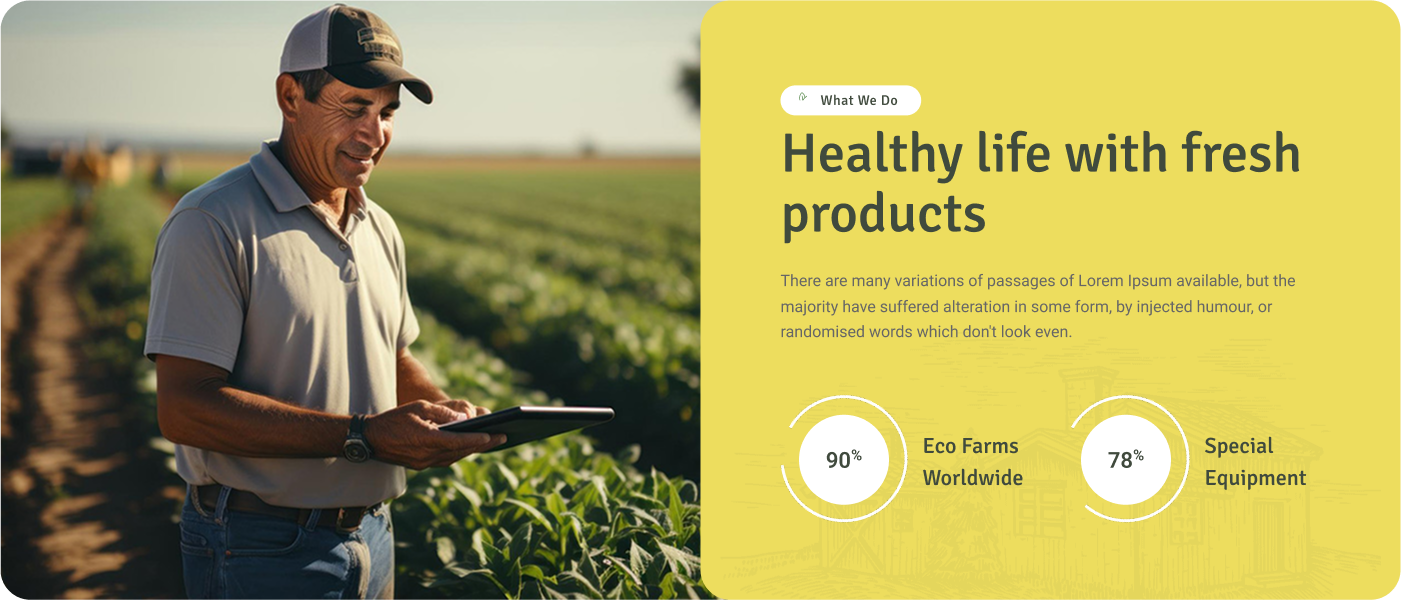 What We Do
Healthy life with fresh
products
There are many variations of passages of Lorem Ipsum available, but the
majority have suffered alteration in some form, by injected humour, or
randomised words which don't look even.
90%
Eco Farms
Worldwide
78%
Special
Equipment